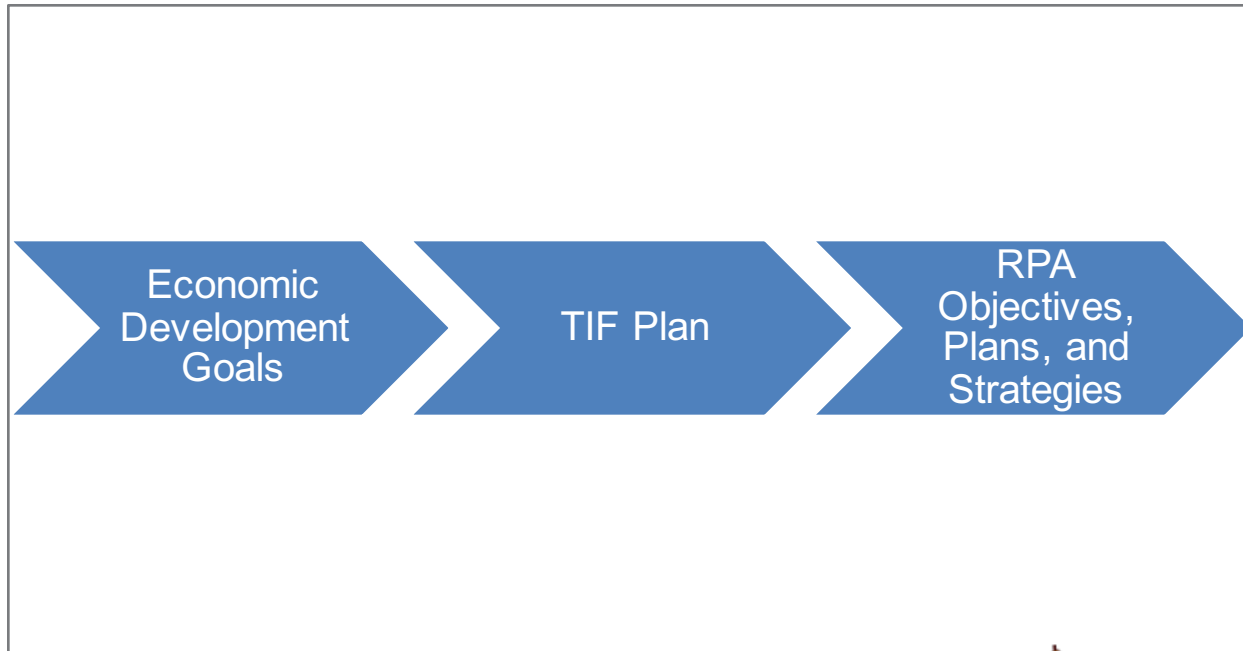 Economic
Development
Goals
TIF Plan
RPA
Objectives,
Plans, and
Strategies